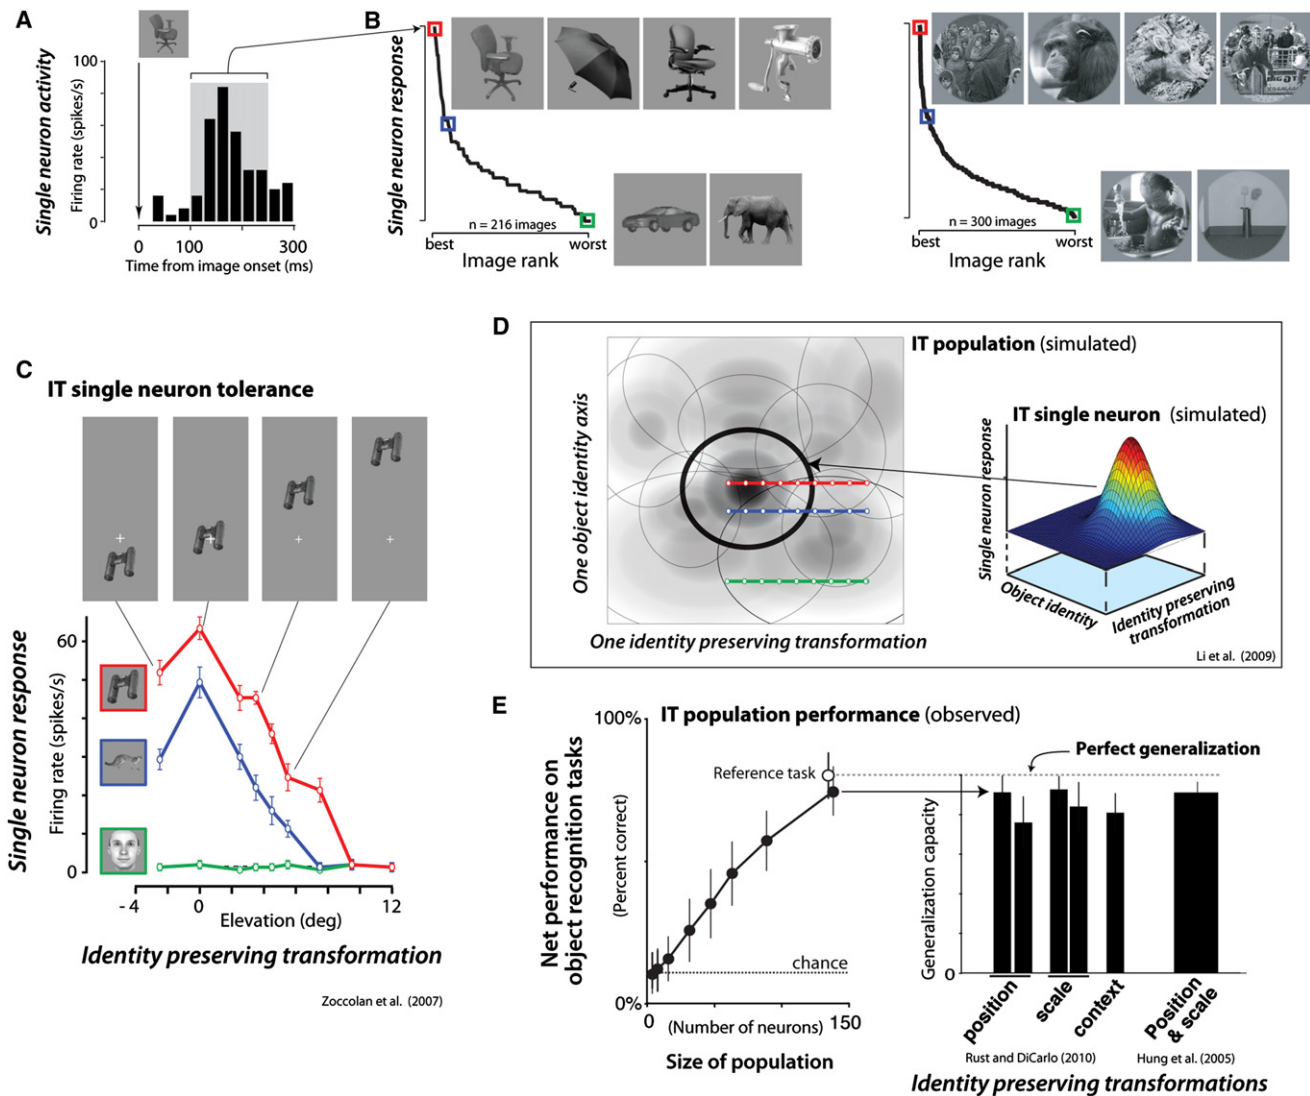 A
Single neuron activity
Firing rate (spikes/s)
100
0
0
100
300
Time from image onset (ms)
B
Single neuron response
n = 216 images
best
worst
Image rank
n = 300 images
best
worst
Image rank
C
IT single neuron tolerance
Single neuron response
Firing rate (spikes/s)
60
0
- 4
0
12
Elevation (deg)
Identity preserving transformation
Zoccolan et al. (2007)
D
IT population (simulated)
One object identity axis
One identity preserving transformation
IT single neuron (simulated)
Single neuron response
Object identity
Identity preserving
transformation
Li et al. (2009)
E
IT population performance (observed)
Net performance on
object recognition tasks
(Percent correct)
100%
0%
Reference task
chance
0
(Number of neurons)
150
Size of population
Perfect generalization
Generalization capacity
0
position
scale
context
Position
& scale
Rust and DiCarlo (2010)
Hung et al. (2005)
Identity preserving transformations